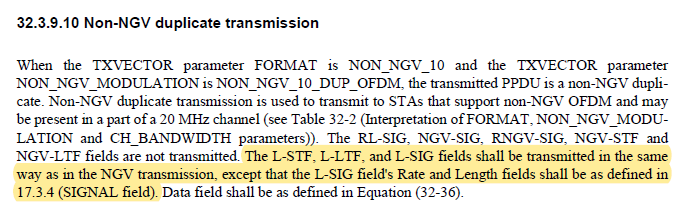 32.3.9.10 Non-NGV duplicate transmission
When the TXVECTOR parameter FORMAT is NON_NGV_10 and the TXVECTOR parameter
NON_NGV_MODULATION is NON_NGV_10_DUP_OFDM, the transmitted PPDU is a non-NGV dupli-
cate. Non-NGV duplicate transmission is used to transmit to STAs that support non-NGV OFDM and may
be present in a part of a 20 MHz channel (see Table 32-2 (Interpretation of FORMAT, NON_NGV_MODU-
LATION and CH_BANDWIDTH parameters)). The RL-SIG, NGV-SIG, RNGV-SIG, NGV-STF and
NGV-LTF fields are not transmitted. The L-STF, L-LTF, and L-SIG fields shall be transmitted in the same
way as in the NGV transmission, except that the L-SIG field's Rate and Length fields shall be as defined in
17.3.4 (SIGNAL field). Data field shall be as defined in Equation (32-36).